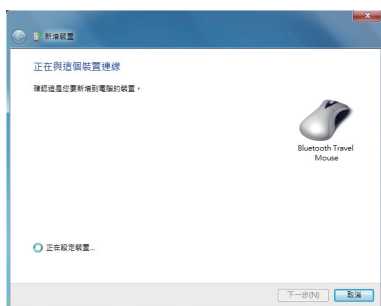 新增裝置
正在與這個裝置連線
確認這是您要新增到電腦的裝置。
Bluetooth Travel
Mouse
正在設定裝置...
下一步(N)
取消